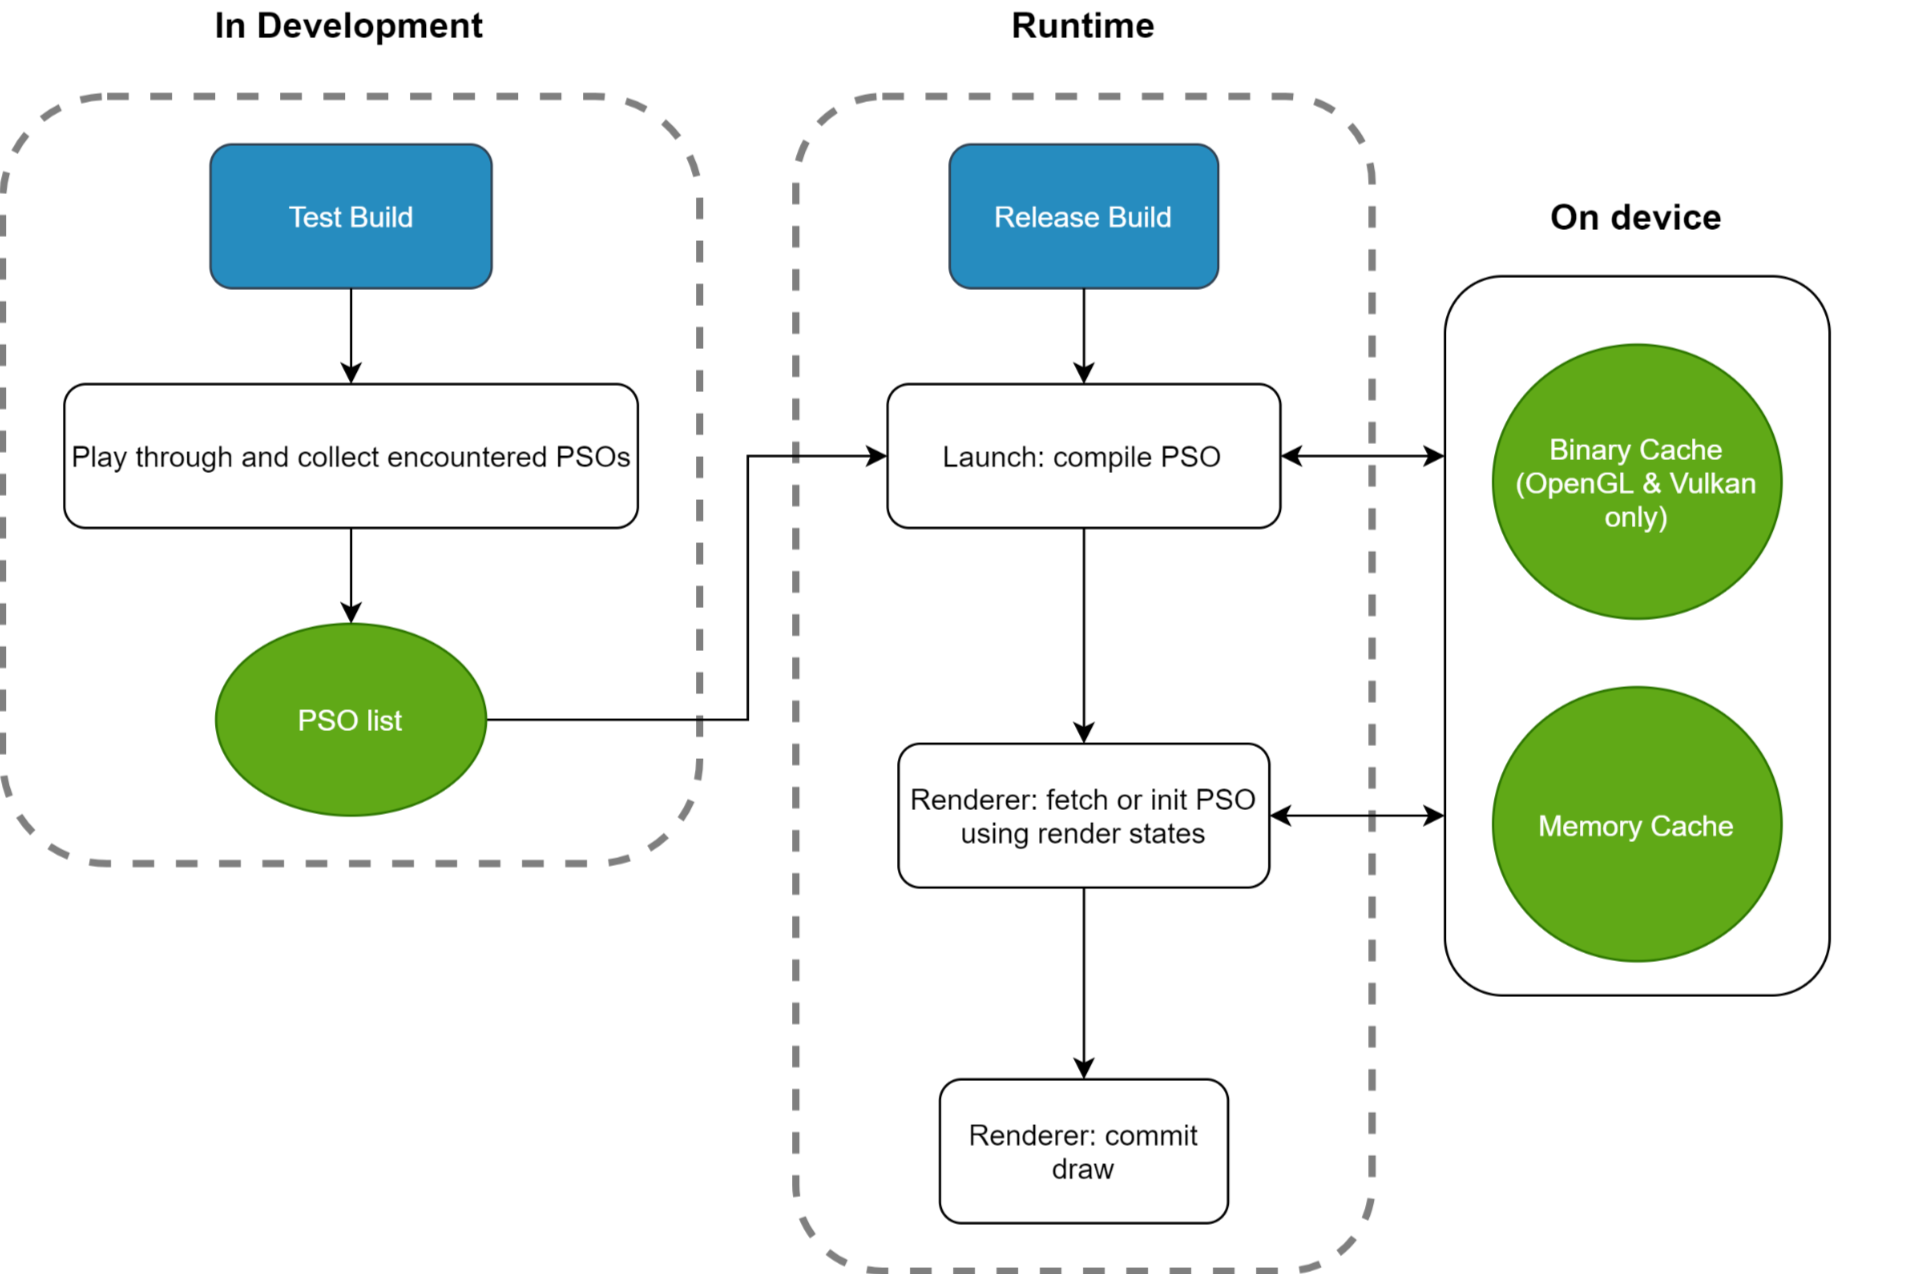 In Development
Test Build
Play through and collect encountered PSOs
PSO list
Runtime
Release Build
Launch: compile PSO
Renderer: fetch or init PSO
using render states
Renderer: commit
draw
On device
Binary Cache
(OpenGL & Vulkan
only)
Memory Cache